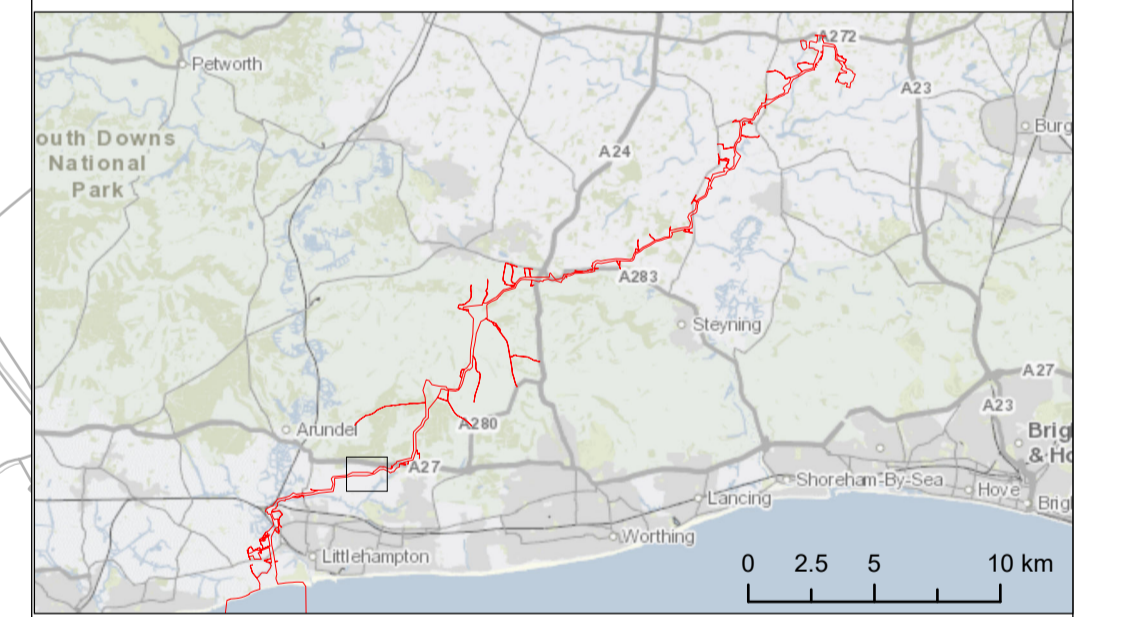 A272
Petworth
A23
Burg
outh Downs
National
Park
A24
A283
Steyning
A27
A23
A280
Arundel
Brig
& Ho
A27
Shoreham-By-Sea
Hove
Lancing
Brig
Worthing
Littlehampton
0 2.5 5 10 km